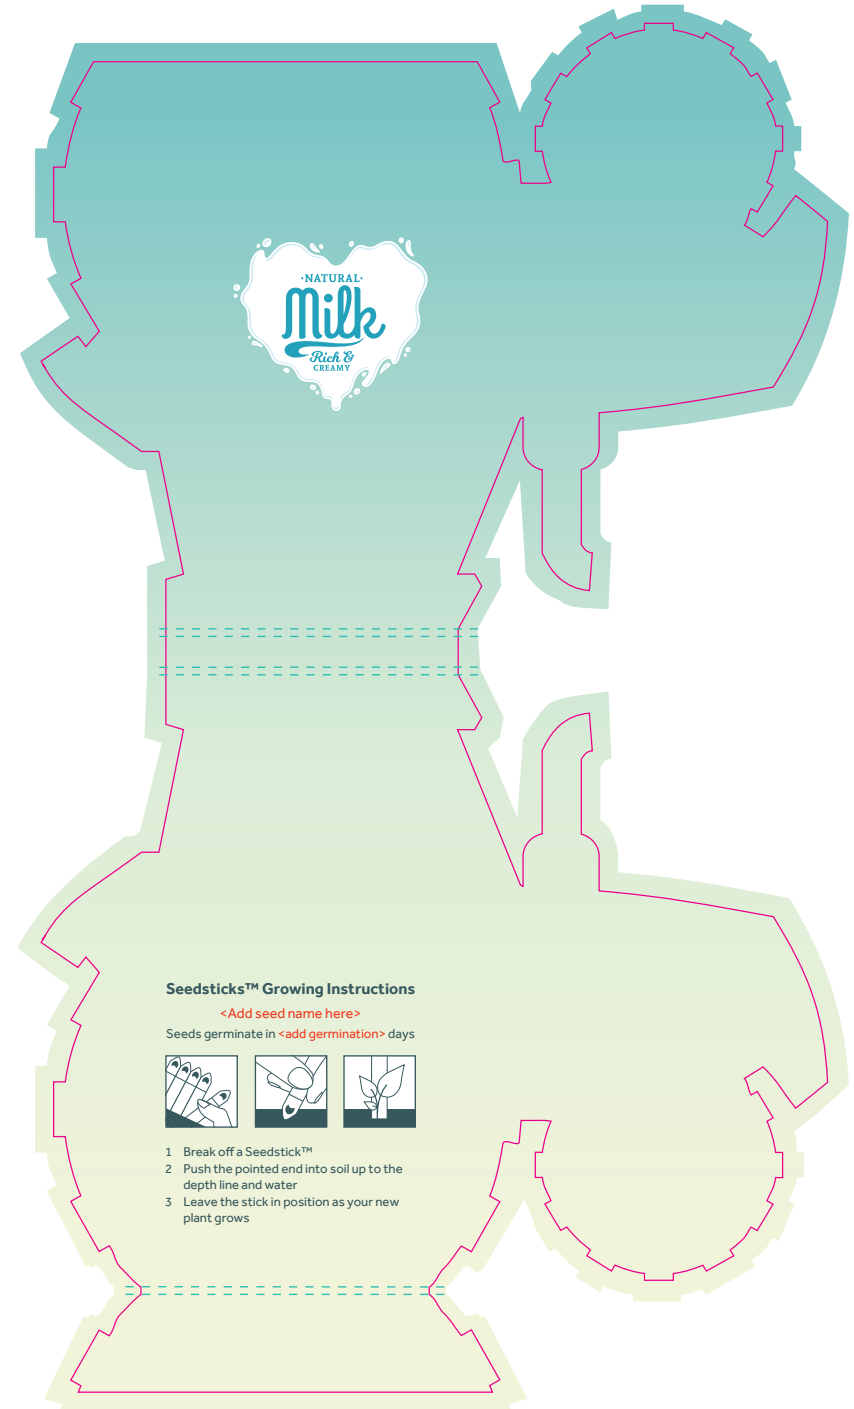 ·NATURAL·
Milk
Rich &
CREAMY
Seedsticks™ Growing Instructions
<Add seed name here>
Seeds germinate in <add germination> days
1 Break off a Seedstick™
2 Push the pointed end into soil up to the
depth line and water
3 Leave the stick in position as your new
plant grows